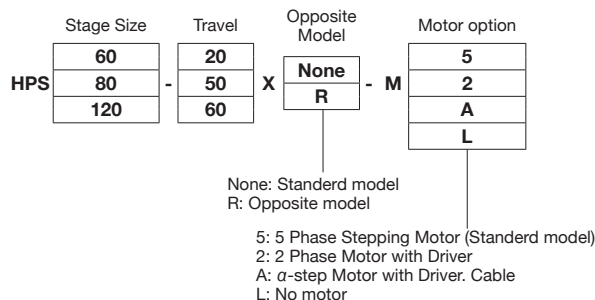 Stage Size Travel Opposite Model Motor option
HPS 60 - 20 X None - M 5
80 50 R 2
120 60 A
L
None: Standerd model
R: Opposite model
5: 5 Phase Stepping Motor (Standerd model)
2: 2 Phase Motor with Driver
A: α-step Motor with Driver. Cable
L: No motor